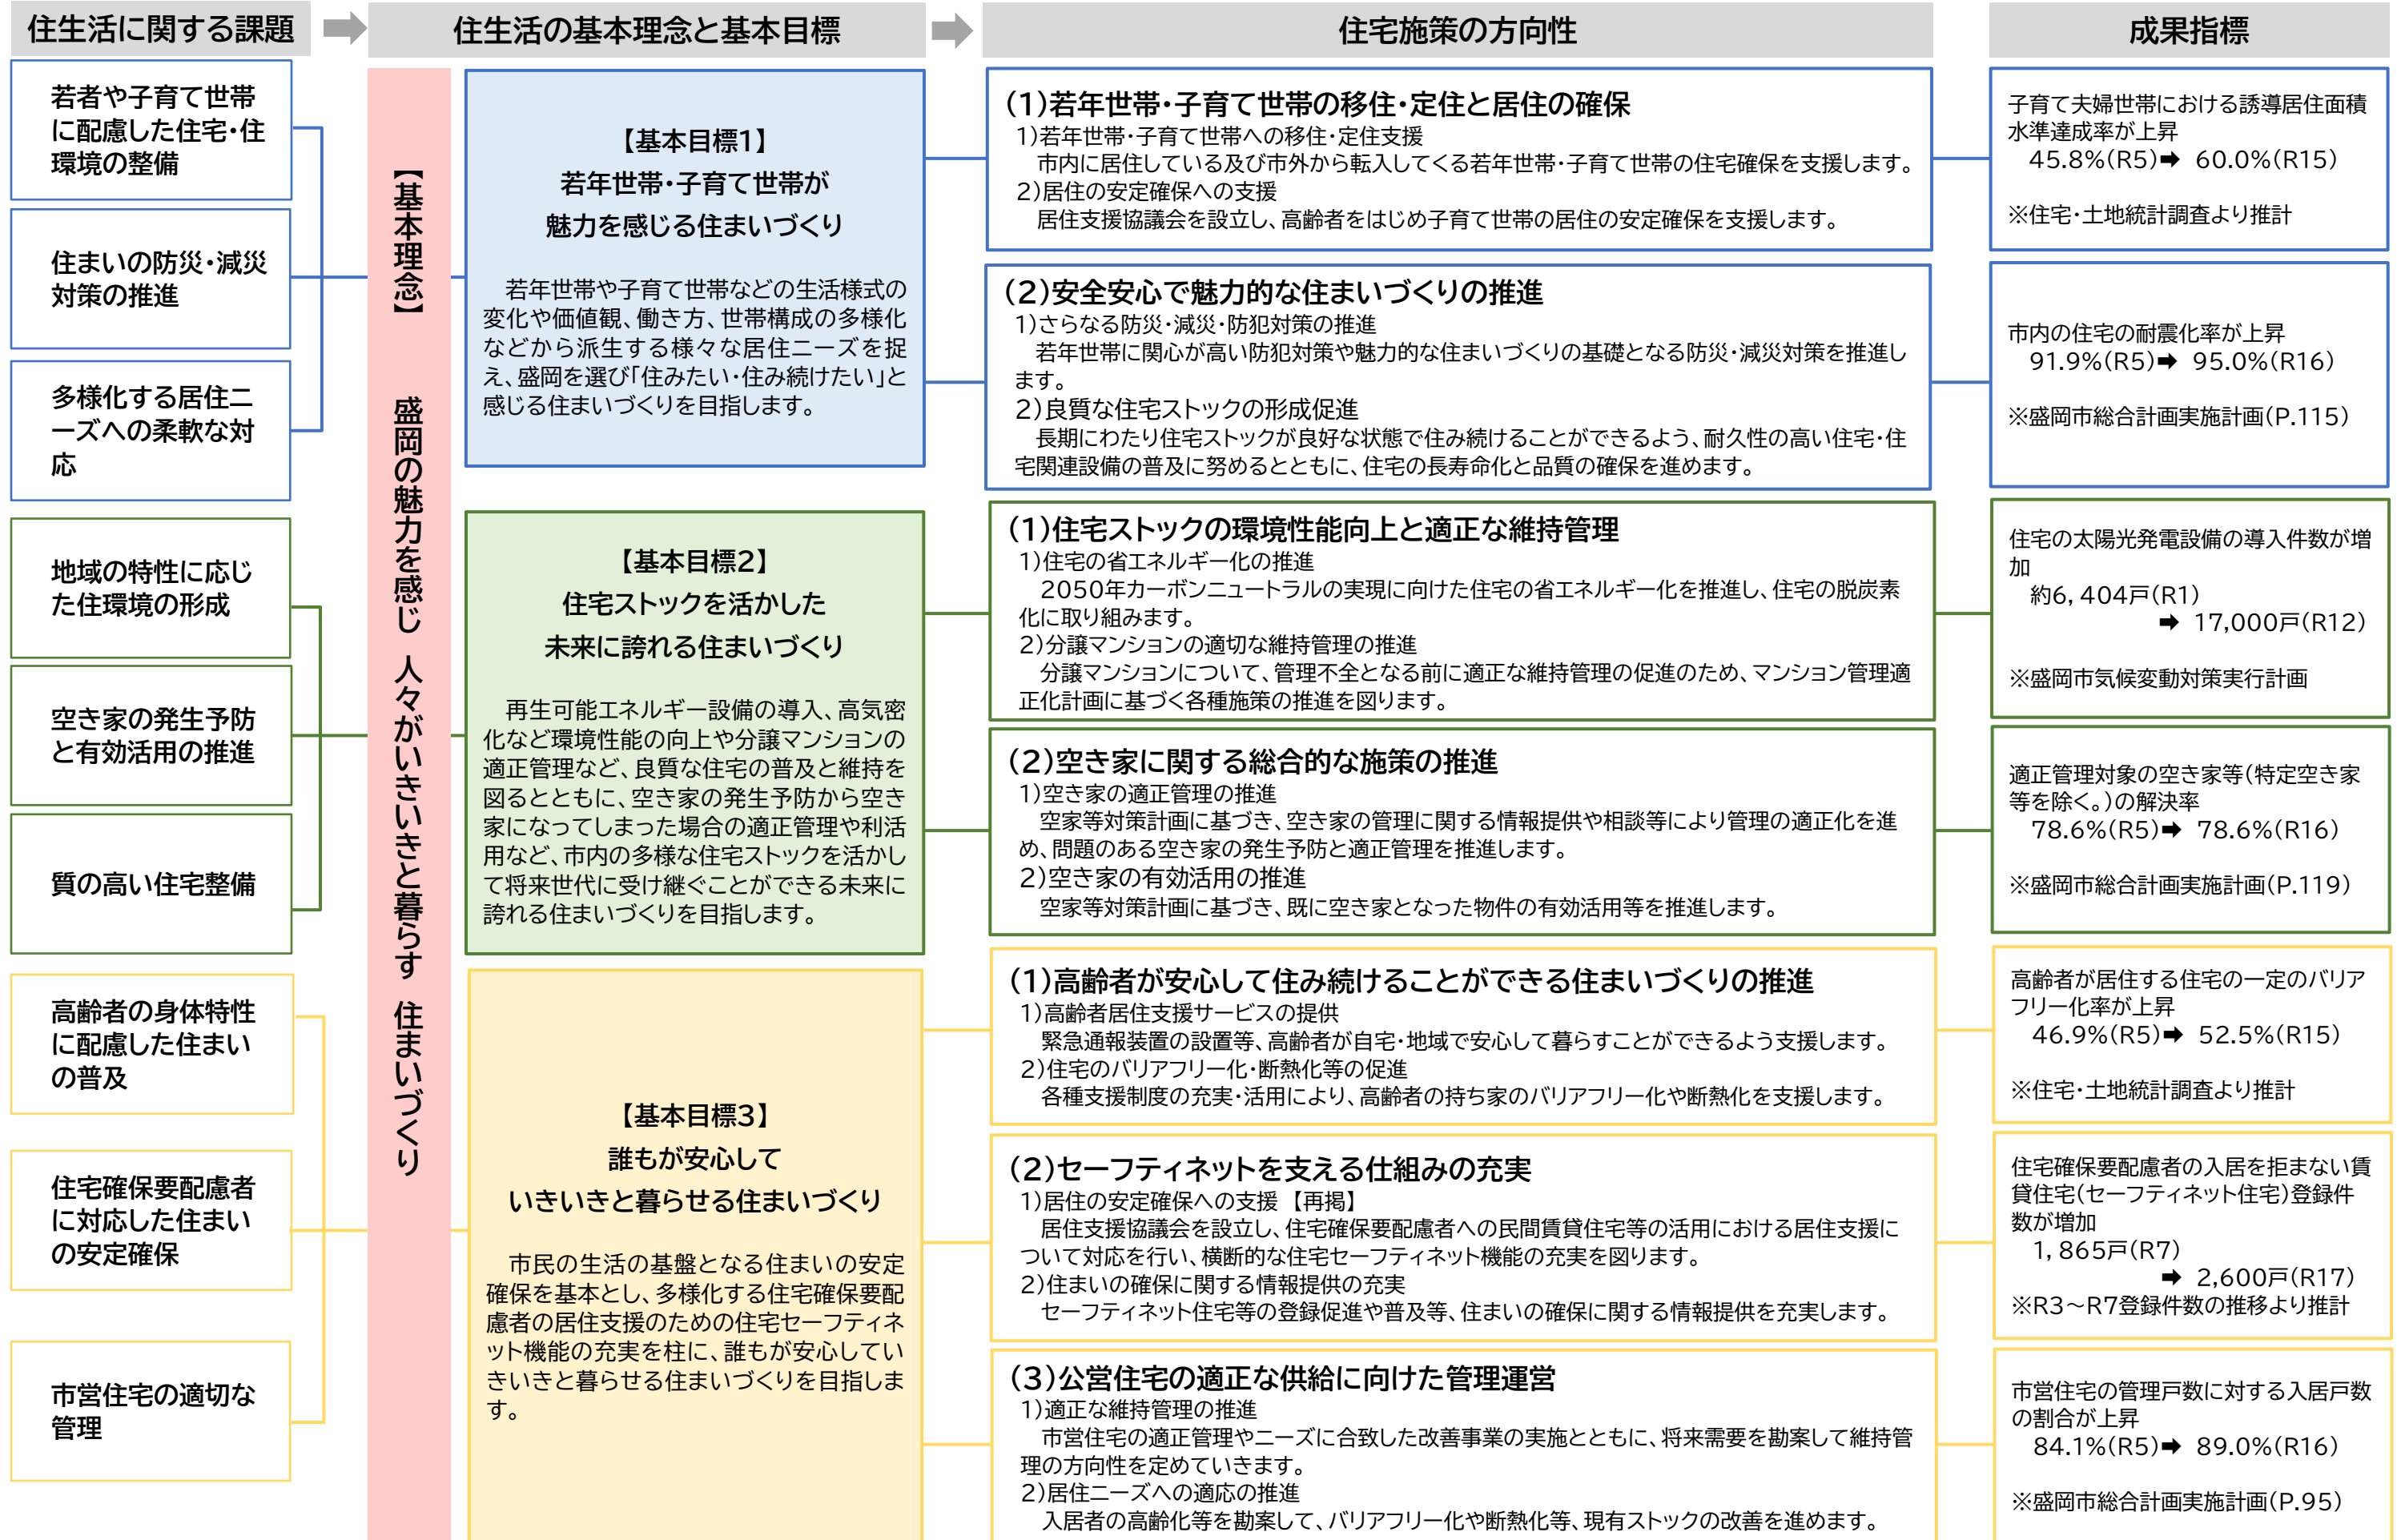 住生活に関する課題
住生活の基本理念と基本目標
住宅施策の方向性
成果指標
若者や子育て世帯
に配慮した住宅・住
環境の整備
住まいの防災・減災
対策の推進
多様化する居住ニ
ーズへの柔軟な対
応
地域の特性に応じ
た住環境の形成
空き家の発生予防
と有効活用の推進
質の高い住宅整備
高齢者の身体特性
に配慮した住まい
の普及
住宅確保要配慮者
に対応した住まい
の安定確保
市営住宅の適切な
管理
【基本理念】 盛岡の魅力を感じ 人々がいきいきと暮らす 住まいづくり
【基本目標1】
若年世帯・子育て世帯が
魅力を感じる住まいづくり
若年世帯や子育て世帯などの生活様式の
変化や価値観、働き方、世帯構成の多様化
などから派生する様々な居住ニーズを捉
え、盛岡を選び「住みたい・住み続けたい」と
感じる住まいづくりを目指します。
【基本目標2】
住宅ストックを活かした
未来に誇れる住まいづくり
再生可能エネルギー設備の導入、高気密
化など環境性能の向上や分譲マンションの
適正管理など、良質な住宅の普及と維持を
図るとともに、空き家の発生予防から空き
家になってしまった場合の適正管理や利活
用など、市内の多様な住宅ストックを活かし
て将来世代に受け継ぐことができる未来に
誇れる住まいづくりを目指します。
【基本目標3】
誰もが安心して
いきいきと暮らせる住まいづくり
市民の生活の基盤となる住まいの安定
確保を基本とし、多様化する住宅確保要配
慮者の居住支援のための住宅セーフティネ
ット機能の充実を柱に、誰もが安心してい
きいきと暮らせる住まいづくりを目指しま
す。
(1)若年世帯・子育て世帯の移住・定住と居住の確保
1)若年世帯・子育て世帯への移住・定住支援
市内に居住している及び市外から転入してくる若年世帯・子育て世帯の住宅確保を支援します。
2)居住の安定確保への支援
居住支援協議会を設立し、高齢者をはじめ子育て世帯の居住の安定確保を支援します。
(2)安全安心で魅力的な住まいづくりの推進
1)さらなる防災・減災・防犯対策の推進
若年世帯に関心が高い防犯対策や魅力的な住まいづくりの基礎となる防災・減災対策を推進し
ます。
2)良質な住宅ストックの形成促進
長期にわたり住宅ストックが良好な状態で住み続けることができるよう、耐久性の高い住宅・住
宅関連設備の普及に努めるとともに、住宅の長寿命化と品質の確保を進めます。
(1)住宅ストックの環境性能向上と適正な維持管理
1)住宅の省エネルギー化の推進
2050年カーボンニュートラルの実現に向けた住宅の省エネルギー化を推進し、住宅の脱炭素
化に取り組みます。
2)分譲マンションの適切な維持管理の推進
分譲マンションについて、管理不全となる前に適正な維持管理の促進のため、マンション管理適
正化計画に基づく各種施策の推進を図ります。
(2)空き家に関する総合的な施策の推進
1)空き家の適正管理の推進
空家等対策計画に基づき、空き家の管理に関する情報提供や相談等により管理の適正化を進
め、問題のある空き家の発生予防と適正管理を推進します。
2)空き家の有効活用の推進
空家等対策計画に基づき、既に空き家となった物件の有効活用等を推進します。
(1)高齢者が安心して住み続けることができる住まいづくりの推進
1)高齢者居住支援サービスの提供
緊急通報装置の設置等、高齢者が自宅・地域で安心して暮らすことができるよう支援します。
2)住宅のバリアフリー化・断熱化等の促進
各種支援制度の充実・活用により、高齢者の持ち家のバリアフリー化や断熱化を支援します。
(2)セーフティネットを支える仕組みの充実
1)居住の安定確保への支援 【再掲】
居住支援協議会を設立し、住宅確保要配慮者への民間賃貸住宅等の活用における居住支援に
ついて対応を行い、横断的な住宅セーフティネット機能の充実を図ります。
2)住まいの確保に関する情報提供の充実
セーフティネット住宅等の登録促進や普及等、住まいの確保に関する情報提供を充実します。
(3)公営住宅の適正な供給に向けた管理運営
1)適正な維持管理の推進
市営住宅の適正管理やニーズに合致した改善事業の実施とともに、将来需要を勘案して維持管
理の方向性を定めていきます。
2)居住ニーズへの適応の推進
入居者の高齢化等を勘案して、バリアフリー化や断熱化等、現有ストックの改善を進めます。
子育て夫婦世帯における誘導居住面積
水準達成率が上昇
45.8%(R5)➡ 60.0%(R15)
※住宅・土地統計調査より推計
市内の住宅の耐震化率が上昇
91.9%(R5)➡ 95.0%(R16)
※盛岡市総合計画実施計画(P.115)
住宅の太陽光発電設備の導入件数が増
加
約6,404戸(R1)
➡ 17,000戸(R12)
※盛岡市気候変動対策実行計画
適正管理対象の空き家等(特定空き家
等を除く。)の解決率
78.6%(R5)➡ 78.6%(R16)
※盛岡市総合計画実施計画(P.119)
高齢者が居住する住宅の一定のバリア
フリー化率が上昇
46.9%(R5)➡ 52.5%(R15)
※住宅・土地統計調査より推計
住宅確保要配慮者の入居を拒まない賃
貸住宅(セーフティネット住宅)登録件
数が増加
1,865戸(R7)
➡ 2,600戸(R17)
※R3～R7登録件数の推移より推計
市営住宅の管理戸数に対する入居戸数
の割合が上昇
84.1%(R5)➡ 89.0%(R16)
※盛岡市総合計画実施計画(P.95)